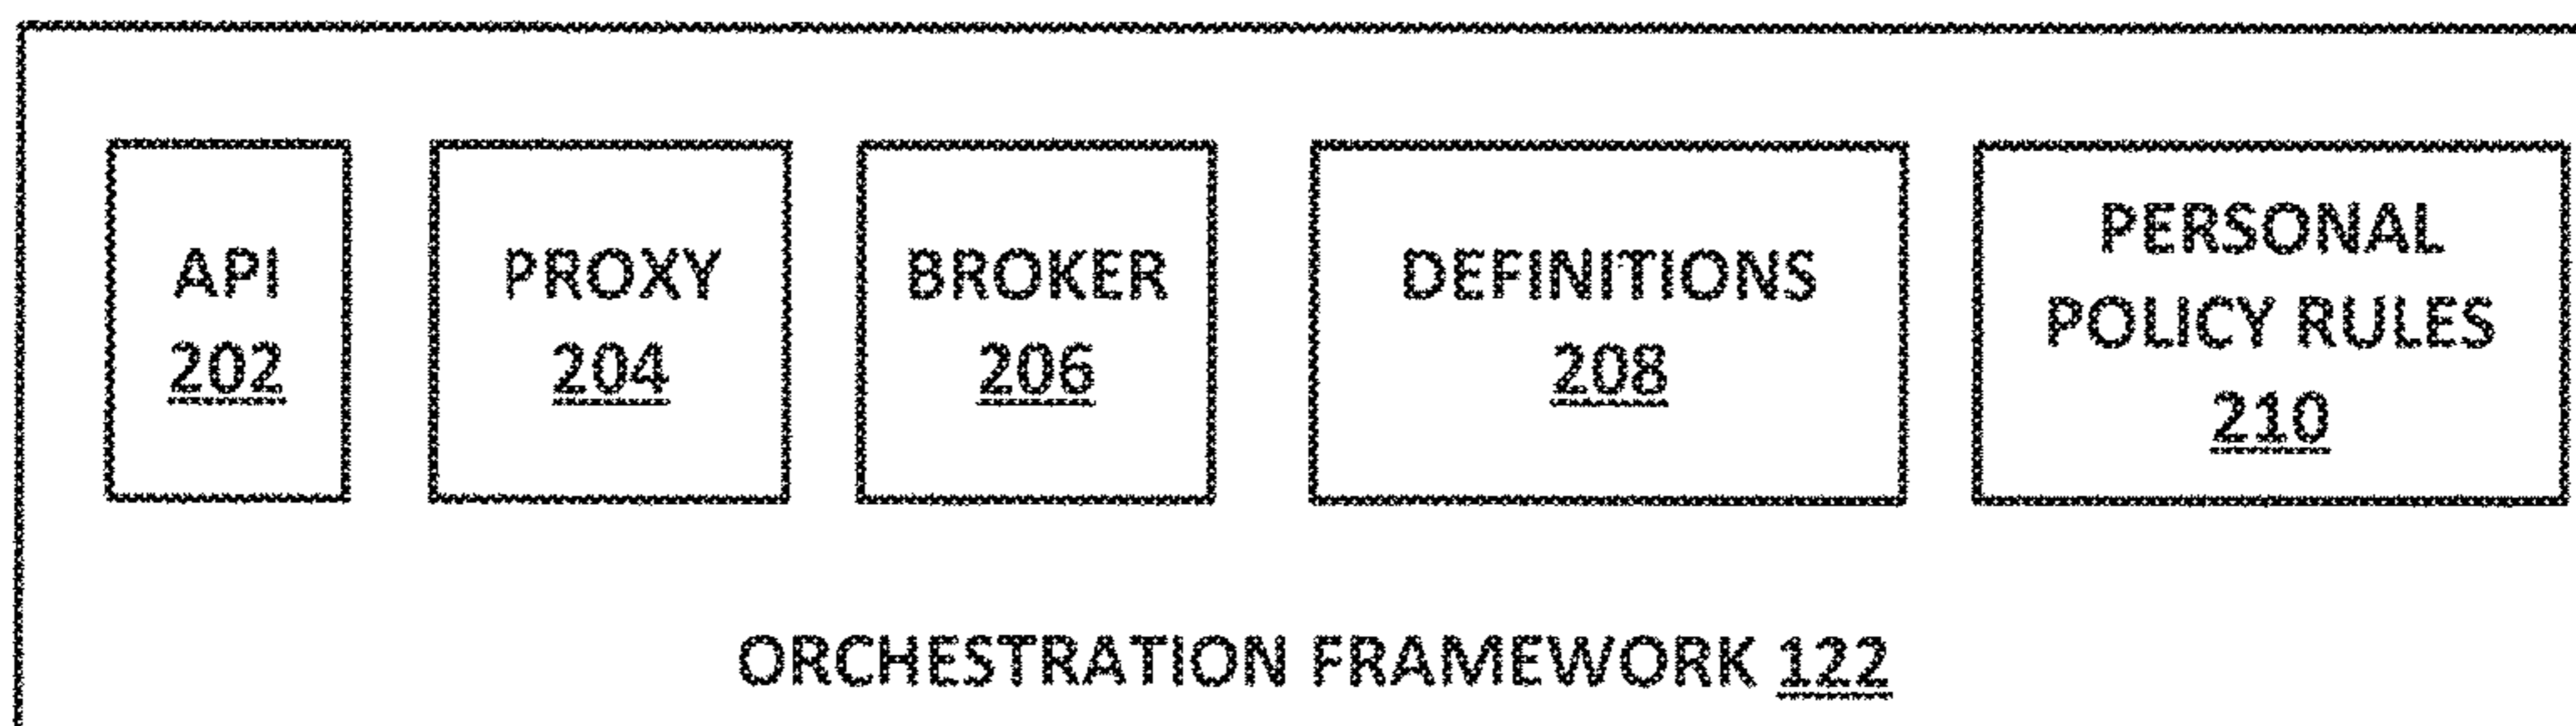 API
202
PROXY
204
BROKER
206
DEFINITIONS
208
PERSONAL
POLICY RULES
210
ORCHESTRATION FRAMEWORK 122